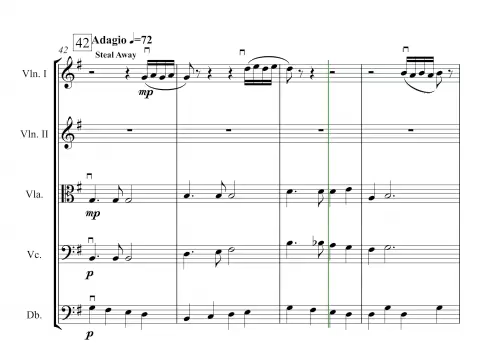 42 42 Adagio ♩=72
Steal Away
Vln. I
mp
Vln. II
Vla.
mp
Vc.
p
Db.
p